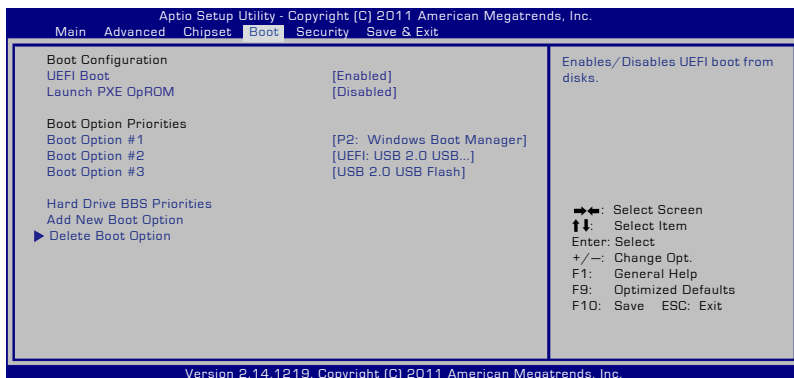 Aptio Setup Utility - Copyright (C) 2011 American Megatrends, Inc.
Main Advanced Chipset Boot Security Save & Exit
Boot Configuration
UEFI Boot [Enabled]
Launch PXE OpROM [Disabled]
Boot Option Priorities
Boot Option #1 [P2: Windows Boot Manager]
Boot Option #2 [UEFI: USB 2.0 USB...]
Boot Option #3 [USB 2.0 USB Flash]
Hard Drive BBS Priorities
Add New Boot Option
Delete Boot Option
Enables/Disables UEFI boot from
disks.
→←: Select Screen
↑↓: Select Item
Enter: Select
+/—: Change Opt.
F1: General Help
F9: Optimized Defaults
F10: Save ESC: Exit
Version 2.14.1219. Copyright (C) 2011 American Megatrends, Inc.